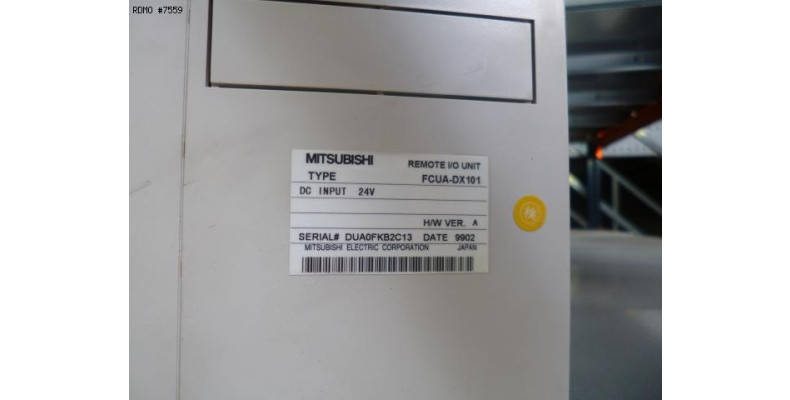 RDMO #7559
MITSUBISHI REMOTE I/O UNIT
TYPE FCUA-DX101
DC INPUT 24V
H/W VER. A
SERIAL# DUA0FKB2C13 DATE 9902
MITSUBISHI ELECTRIC CORPORATION JAPAN
検